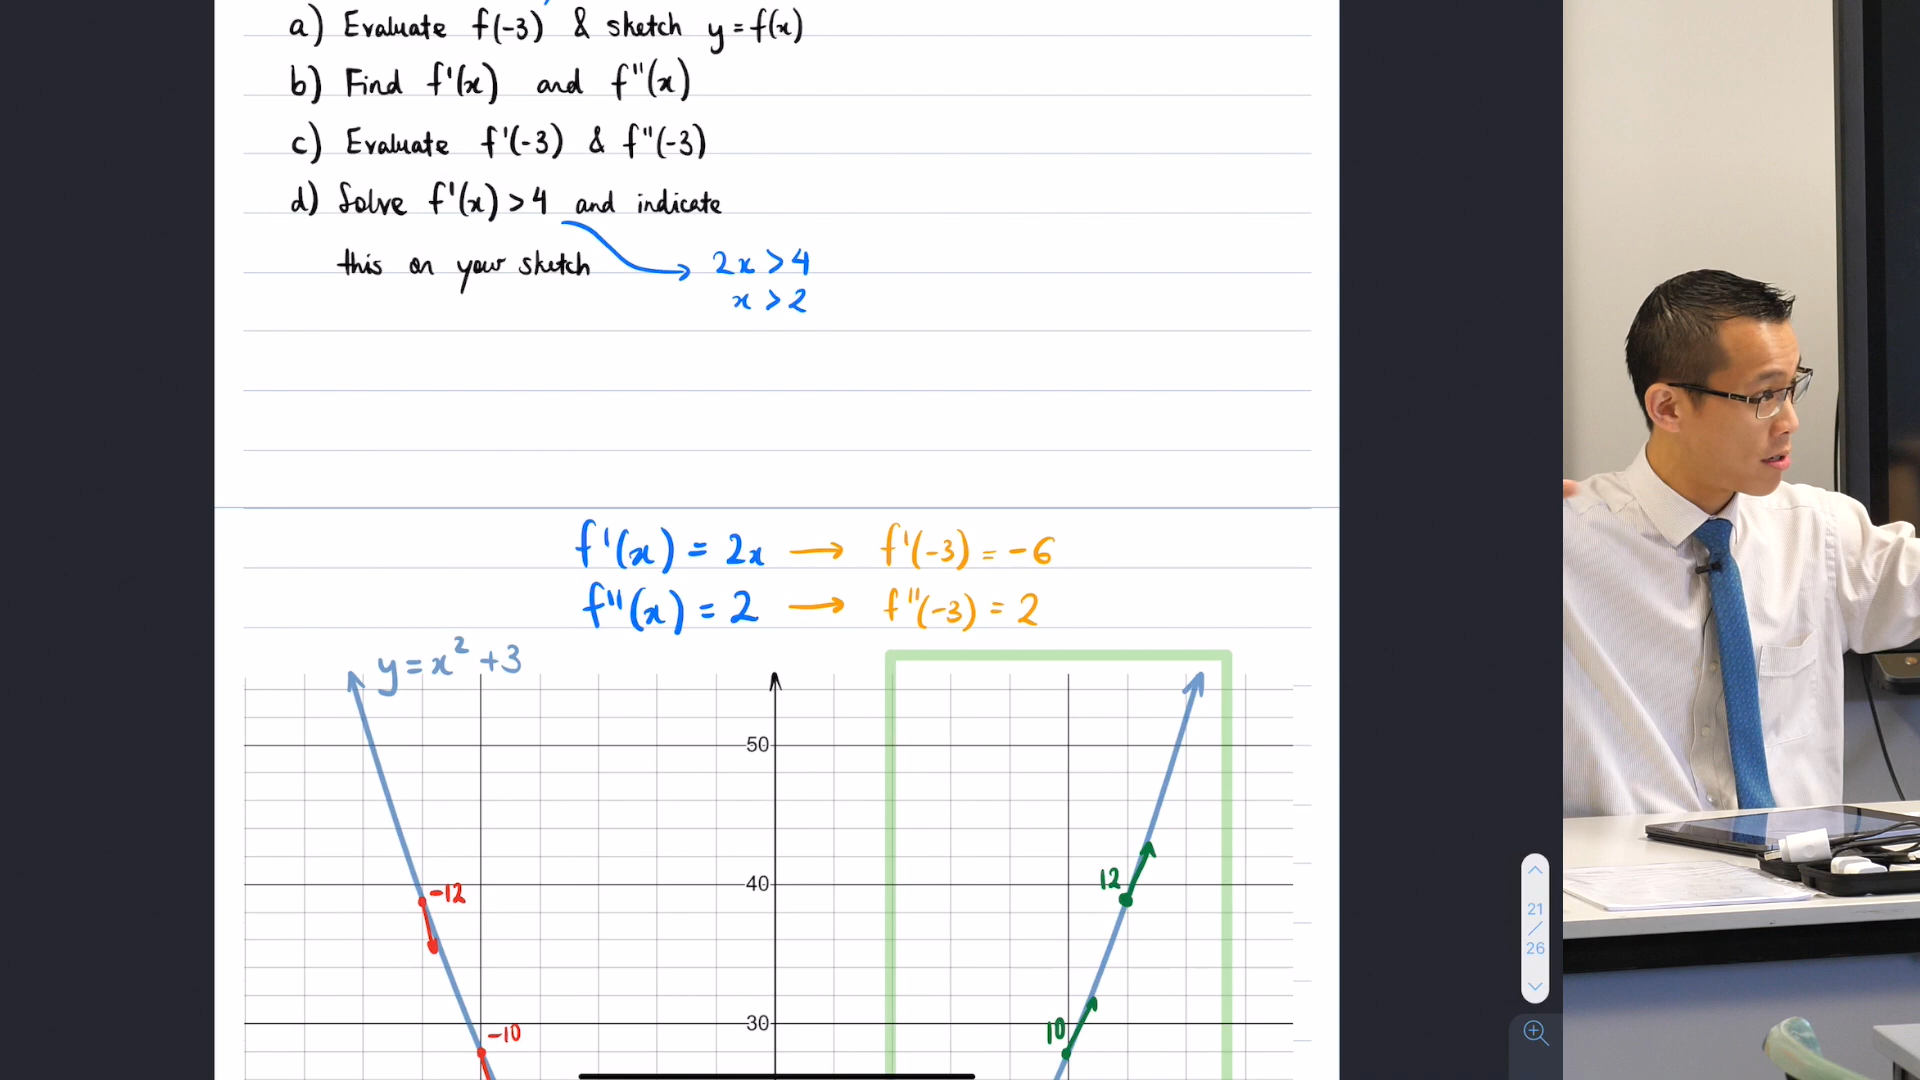 a) Evaluate f(-3) & sketch y = f(x)
b) Find f'(x) and f''(x)
c) Evaluate f'(-3) & f''(-3)
d) Solve f'(x) > 4 and indicate
this on your sketch
2x > 4
x > 2
f'(x) = 2x → f'(-3) = -6
f''(x) = 2 → f''(-3) = 2
y = x² + 3
50
40
30
-12
-10
12
10
21
/
26